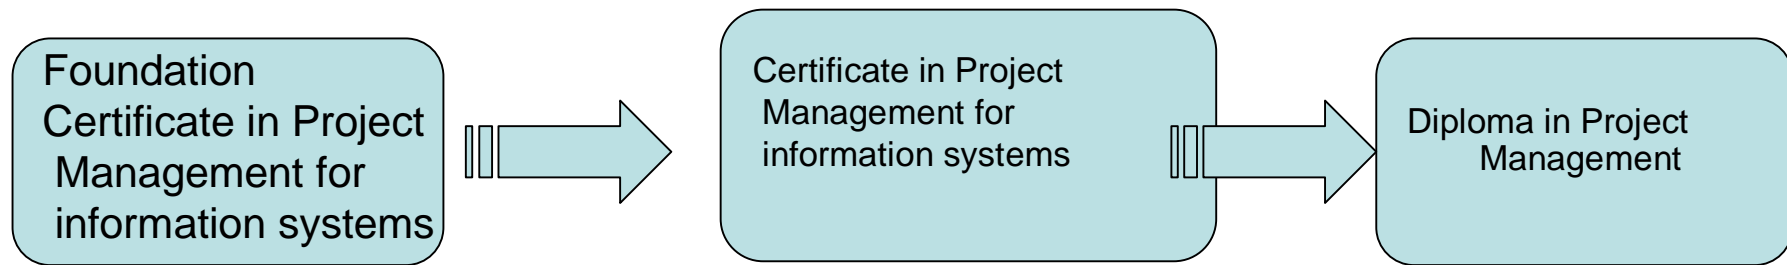 Foundation
Certificate in Project
Management for
information systems
Certificate in Project
Management for
information systems
Diploma in Project
Management